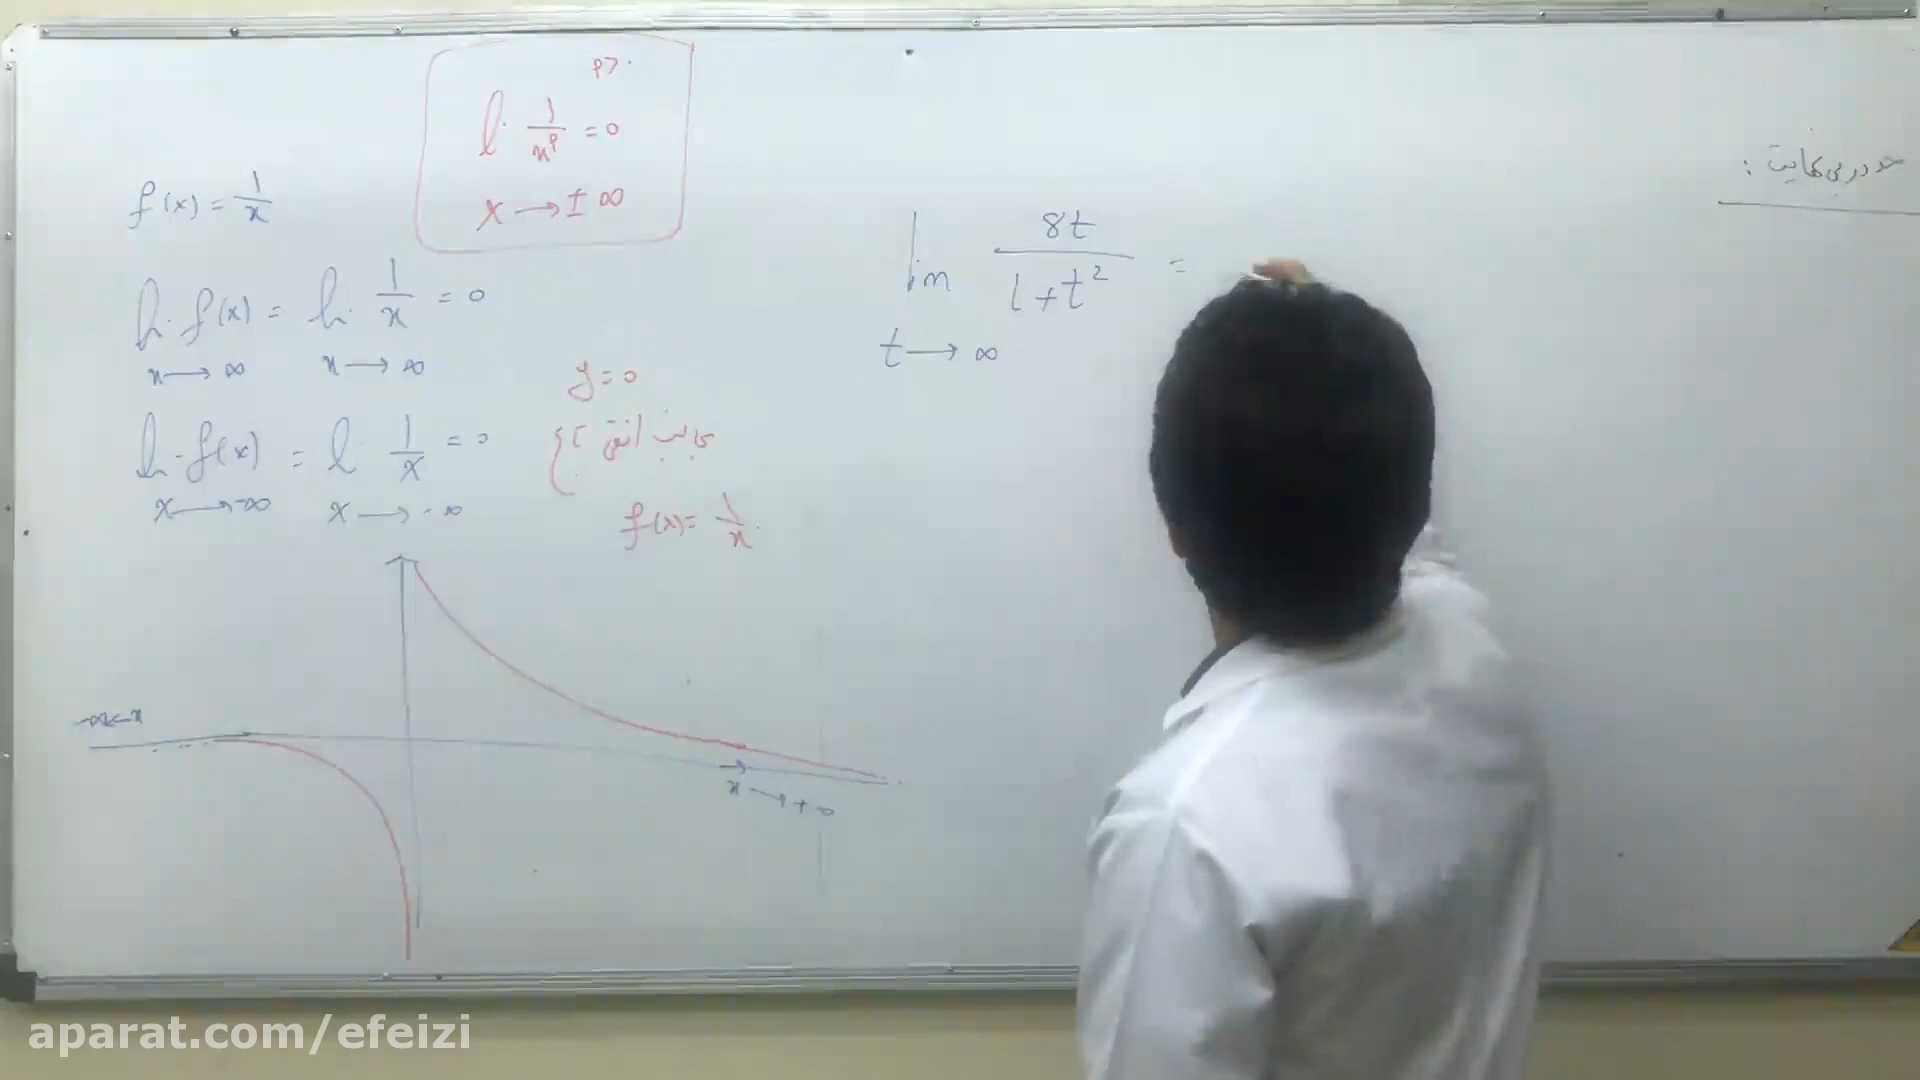 حد در بی نهایت :
p>0
l. 1/x^p = 0
x → ± ∞
f(x) = 1/x
li. f(x) = li. 1/x = 0
x → ∞ x → ∞
li. f(x) = l. 1/x = 0
x → -∞ x → -∞
y = 0
مجانب افقی
f(x) = 1/x
-∞ ← x
x → +∞
lim 8t/(1+t²) =
t → ∞
aparat.com/efeizi